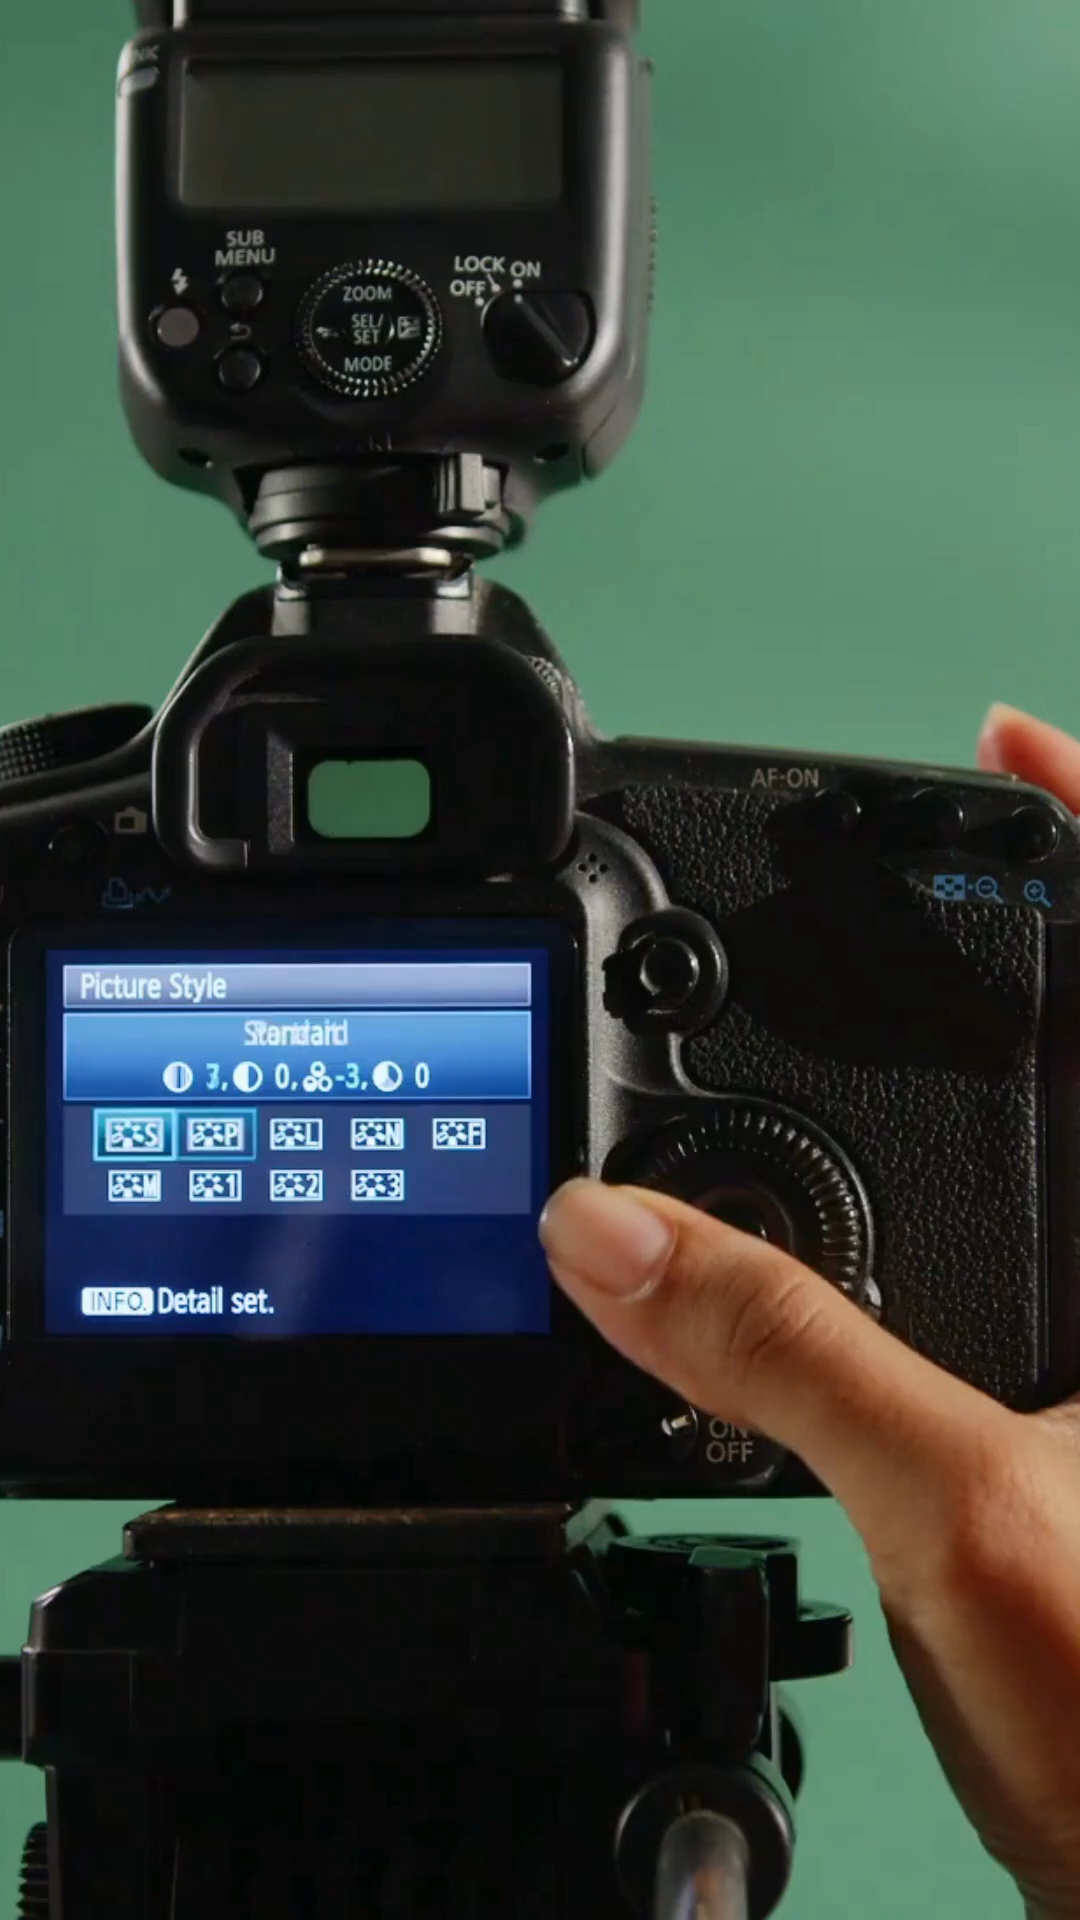 SUB
MENU
LOCK ON
OFF
ZOOM
SEL/
SET
MODE
AF-ON
Picture Style
Standard
3, 0, -3, 0
S P L N F
M 1 2 3
INFO. Detail set.
ON
OFF